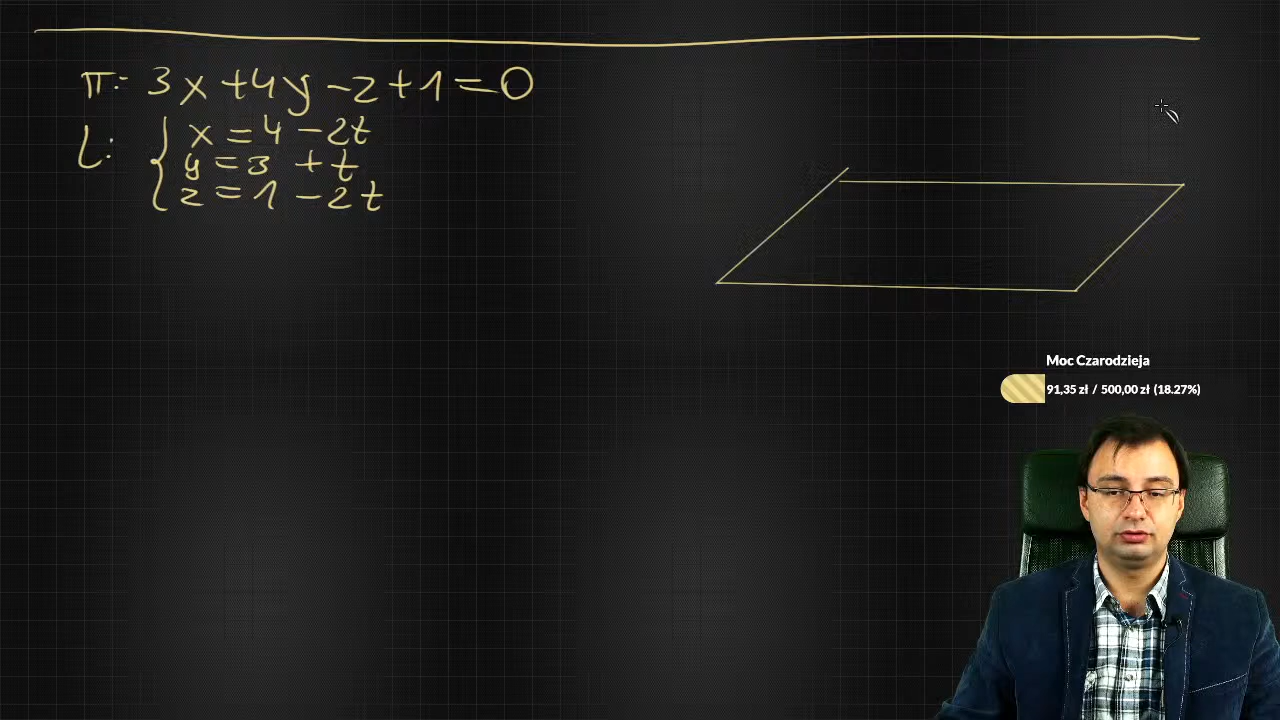 π: 3x + 4y - z + 1 = 0
l: { x = 4 - 2t
y = 3 + t
z = 1 - 2t
Moc Czarodzieja
91,35 zł / 500,00 zł (18.27%)